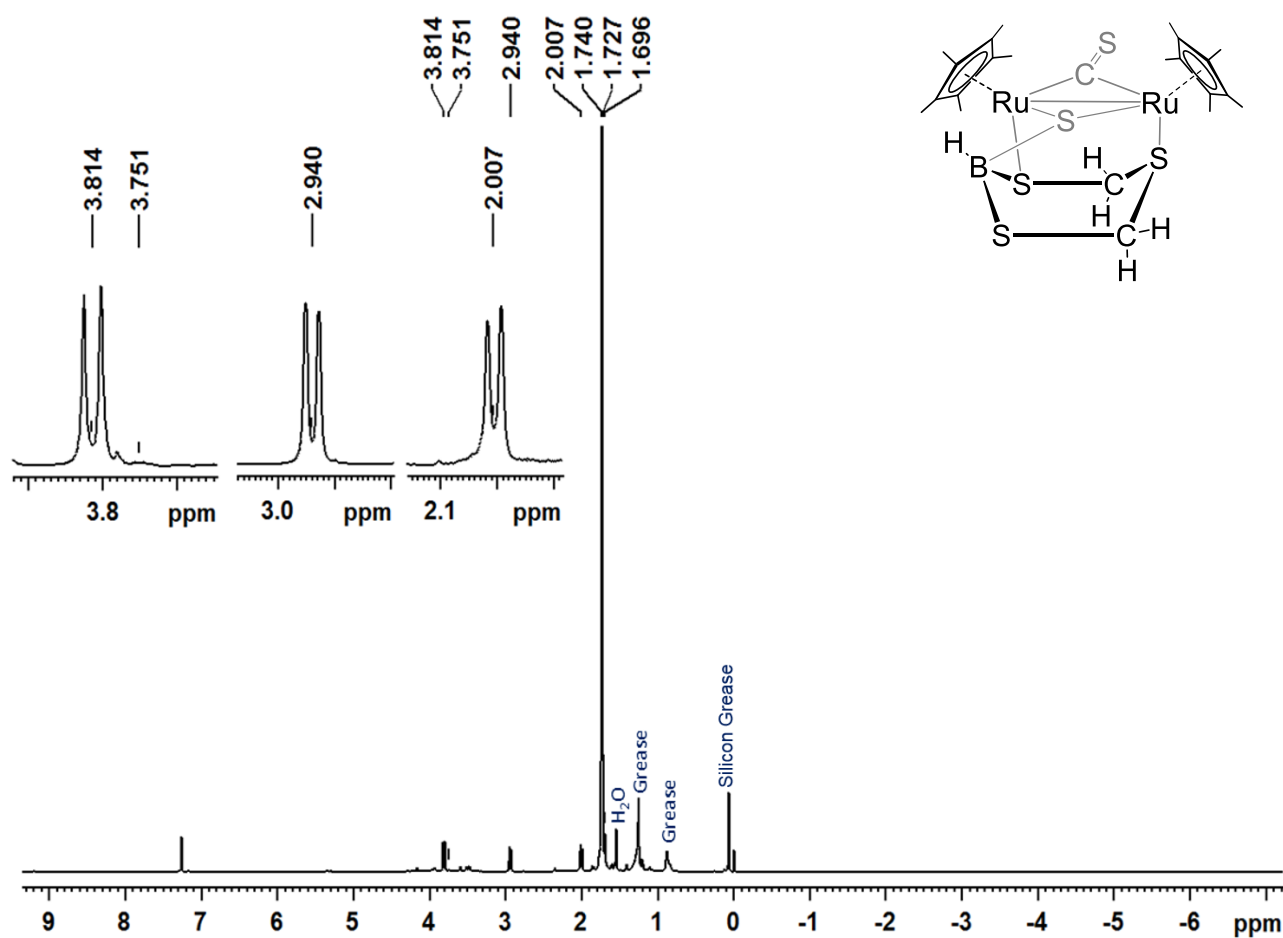 3.814
3.751
2.940
2.007
1.740
1.727
1.696
3.814
3.751
2.940
2.007
3.8 ppm
3.0 ppm
2.1 ppm
S
C
Ru Ru
S
H
B
H
S
S
C
H
S
C
H
H
Silicon Grease
Grease
H₂O
Grease
9 8 7 6 5 4 3 2 1 0 -1 -2 -3 -4 -5 -6 ppm